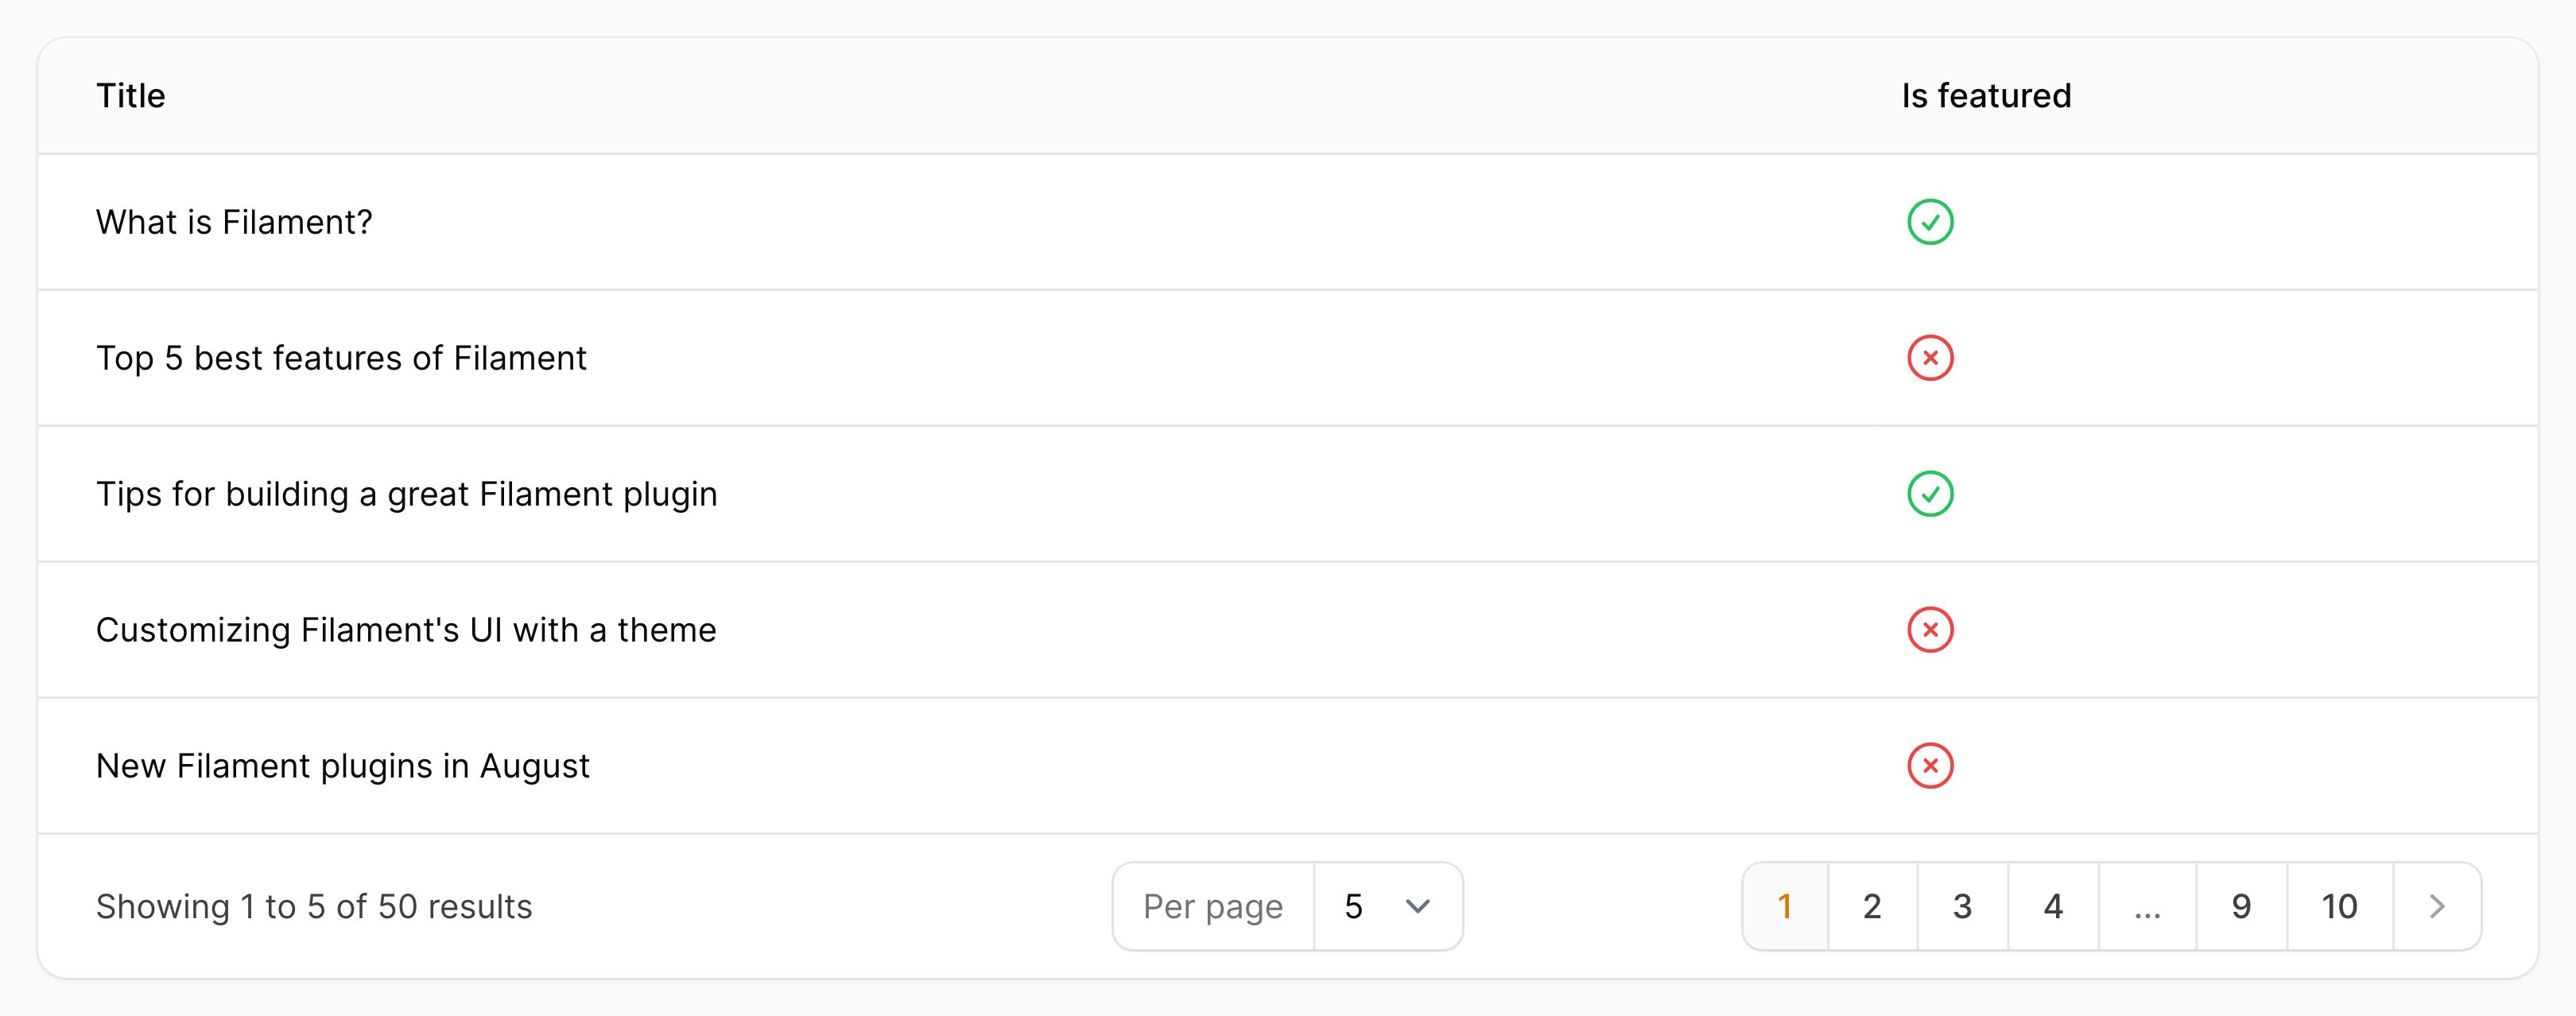 Title Is featured
What is Filament?
Top 5 best features of Filament
Tips for building a great Filament plugin
Customizing Filament's UI with a theme
New Filament plugins in August
Showing 1 to 5 of 50 results Per page 5 1 2 3 4 ... 9 10